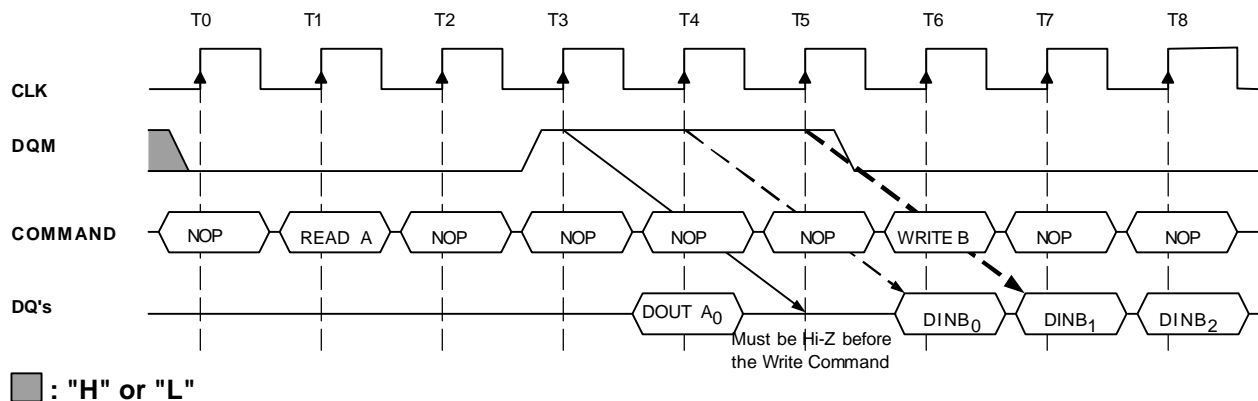 T0 T1 T2 T3 T4 T5 T6 T7 T8
CLK
DQM
COMMAND NOP READ A NOP NOP NOP NOP WRITE B NOP NOP
DQ's DOUT A0 DINB0 DINB1 DINB2
Must be Hi-Z before
the Write Command
: "H" or "L"